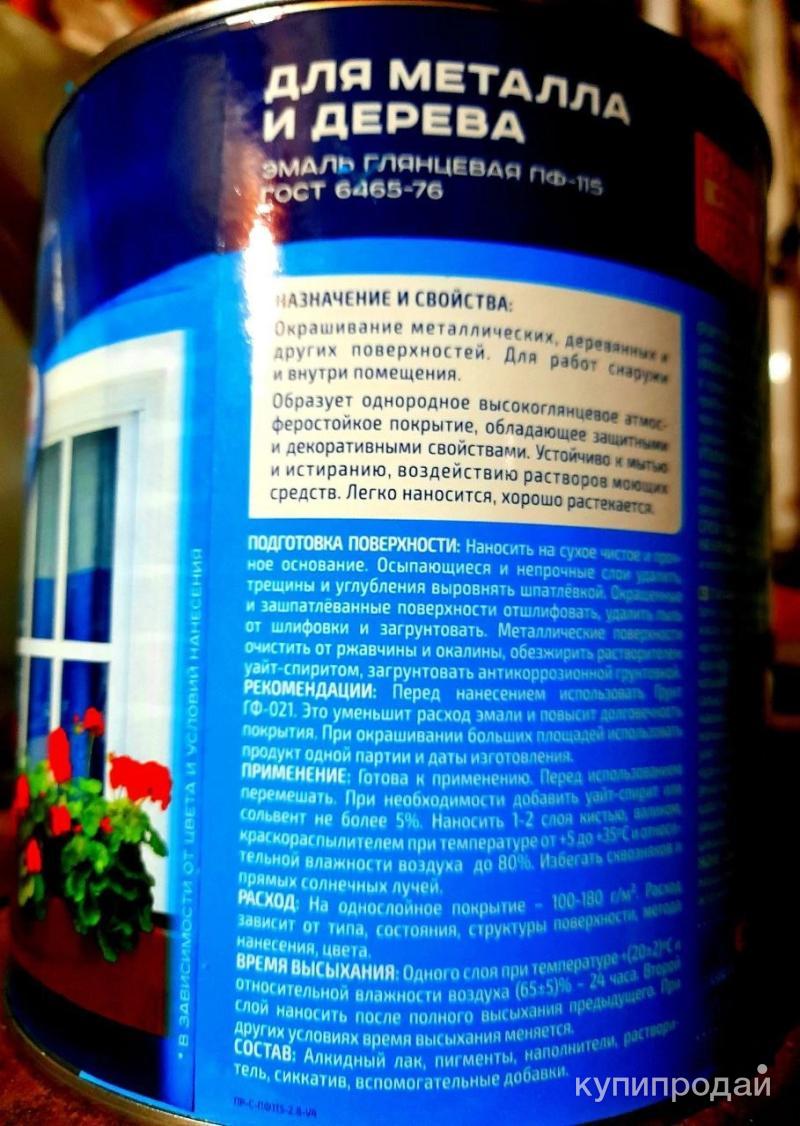 ДЛЯ МЕТАЛЛА
И ДЕРЕВА
ЭМАЛЬ ГЛЯНЦЕВАЯ ПФ-115
ГОСТ 6465-76
НАЗНАЧЕНИЕ И СВОЙСТВА:
Окрашивание металлических, деревянных и
других поверхностей. Для работ снаружи
и внутри помещения.
Образует однородное высокоглянцевое атмос-
феростойкое покрытие, обладающее защитными
и декоративными свойствами. Устойчиво к мытью
и истиранию, воздействию растворов моющих
средств. Легко наносится, хорошо растекается.
ПОДГОТОВКА ПОВЕРХНОСТИ: Наносить на сухое чистое и проч-
ное основание. Осыпающиеся и непрочные слои удалить,
трещины и углубления выровнять шпатлёвкой. Окрашенные
и зашпатлёванные поверхности отшлифовать, удалить пыль
от шлифовки и загрунтовать. Металлические поверхности
очистить от ржавчины и окалины, обезжирить растворителем
уайт-спиритом, загрунтовать антикоррозионной грунтовкой.
РЕКОМЕНДАЦИИ: Перед нанесением использовать Грунт
ГФ-021. Это уменьшит расход эмали и повысит долговечность
покрытия. При окрашивании больших площадей использовать
продукт одной партии и даты изготовления.
ПРИМЕНЕНИЕ: Готова к применению. Перед использованием
перемешать. При необходимости добавить уайт-спирит или
сольвент не более 5%. Наносить 1-2 слоя кистью, валиком,
краскораспылителем при температуре от +5 до +35°С и относи-
тельной влажности воздуха до 80%. Избегать сквозняков и
прямых солнечных лучей.
РАСХОД: На однослойное покрытие – 100-180 г/м². Расход
зависит от типа, состояния, структуры поверхности, метода
нанесения, цвета.
ВРЕМЯ ВЫСЫХАНИЯ: Одного слоя при температуре +(20±2)°С и
относительной влажности воздуха (65±5)% – 24 часа. Второй
слой наносить после полного высыхания предыдущего. При
других условиях время высыхания меняется.
СОСТАВ: Алкидный лак, пигменты, наполнители, раствори-
тель, сиккатив, вспомогательные добавки.
* В ЗАВИСИМОСТИ ОТ ЦВЕТА И УСЛОВИЙ НАНЕСЕНИЯ
ПР-С-ПФ115-2.8-УА
купипродай